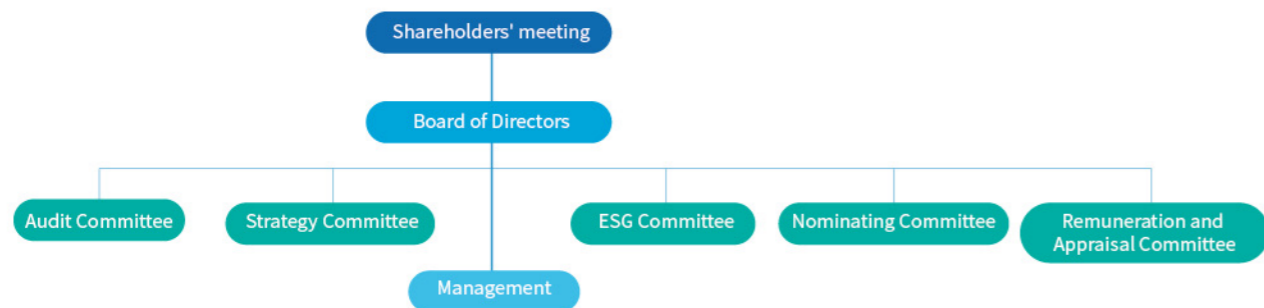 Shareholders' meeting
Board of Directors
Audit Committee
Strategy Committee
ESG Committee
Nominating Committee
Remuneration and
Appraisal Committee
Management